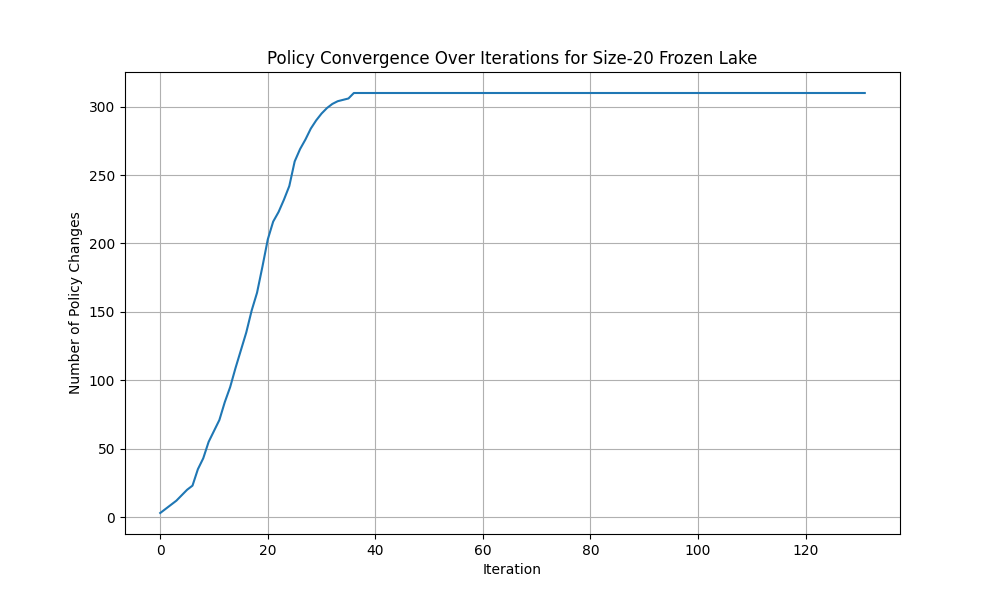 Policy Convergence Over Iterations for Size-20 Frozen Lake
Number of Policy Changes
300
250
200
150
100
50
0
0 20 40 60 80 100 120
Iteration